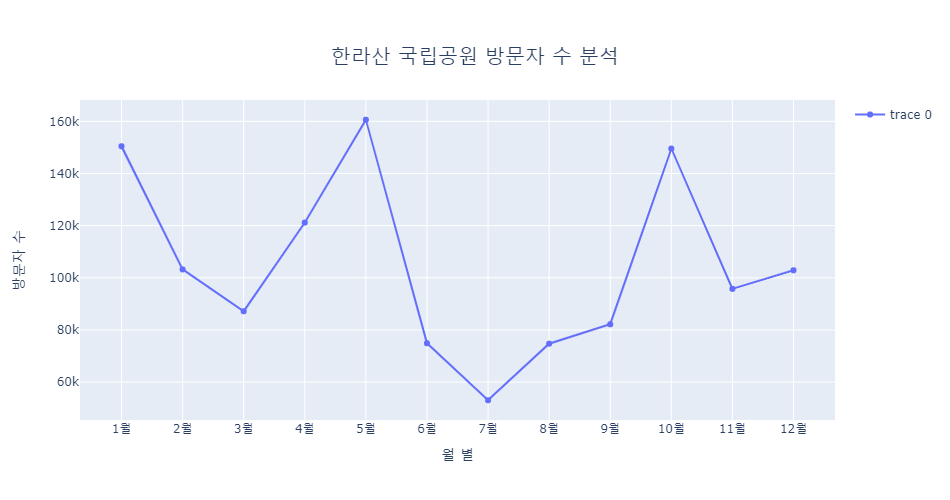 한라산 국립공원 방문자 수 분석
trace 0
방문자 수
160k
140k
120k
100k
80k
60k
1월 2월 3월 4월 5월 6월 7월 8월 9월 10월 11월 12월
월 별